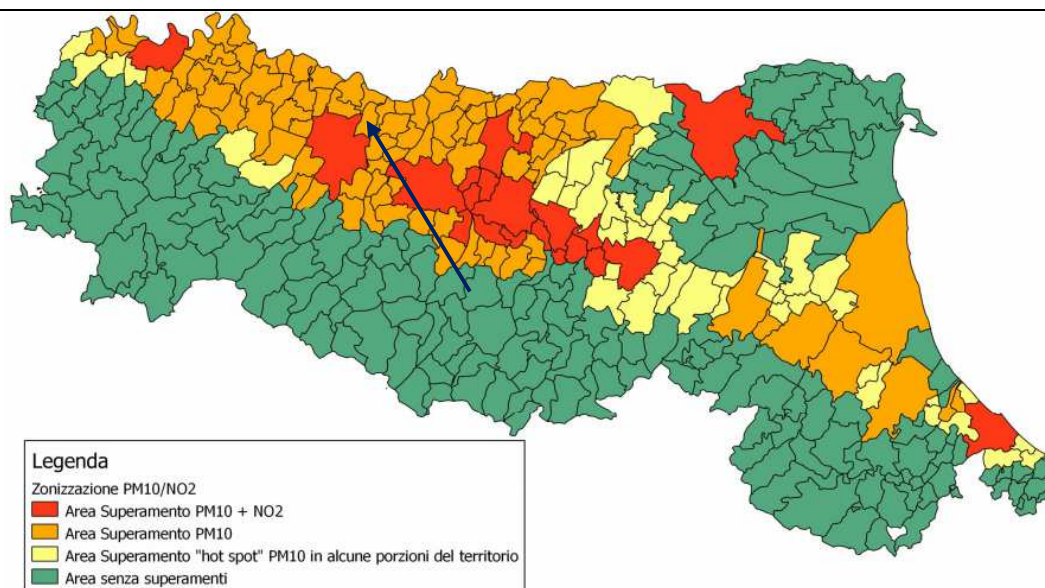 Legenda
Zonizzazione PM10/NO2
Area Superamento PM10 + NO2
Area Superamento PM10
Area Superamento "hot spot" PM10 in alcune porzioni del territorio
Area senza superamenti